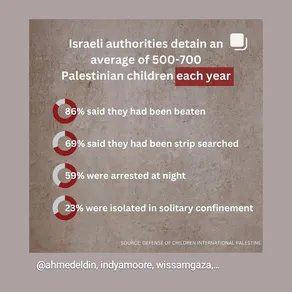 Israeli authorities detain an
average of 500-700
Palestinian children each year
86% said they had been beaten
69% said they had been strip searched
59% were arrested at night
23% were isolated in solitary confinement
SOURCE: DEFENSE OF CHILDREN INTERNATIONAL PALESTINE
@ahmedeldin, indyamoore, wissamgaza,...